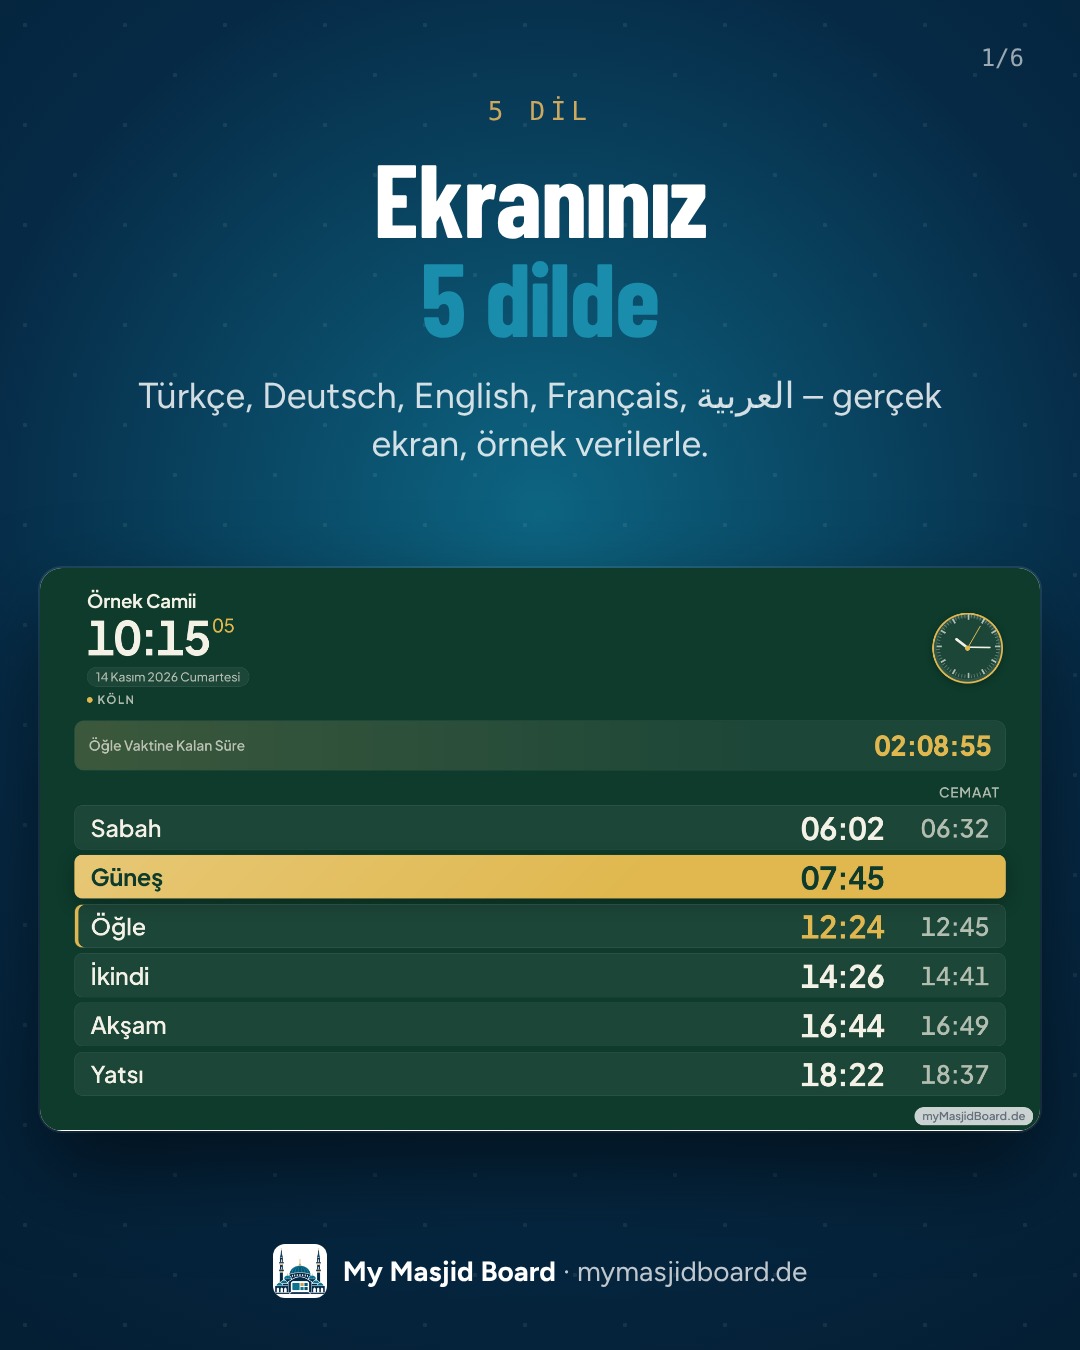 1/6
5 DİL
Ekranınız
5 dilde
Türkçe, Deutsch, English, Français, العربية – gerçek
ekran, örnek verilerle.
Örnek Camii
10:15 05
14 Kasım 2026 Cumartesi
KÖLN
Öğle Vaktine Kalan Süre 02:08:55
CEMAAT
Sabah 06:02 06:32
Güneş 07:45
Öğle 12:24 12:45
İkindi 14:26 14:41
Akşam 16:44 16:49
Yatsı 18:22 18:37
myMasjidBoard.de
My Masjid Board · mymasjidboard.de